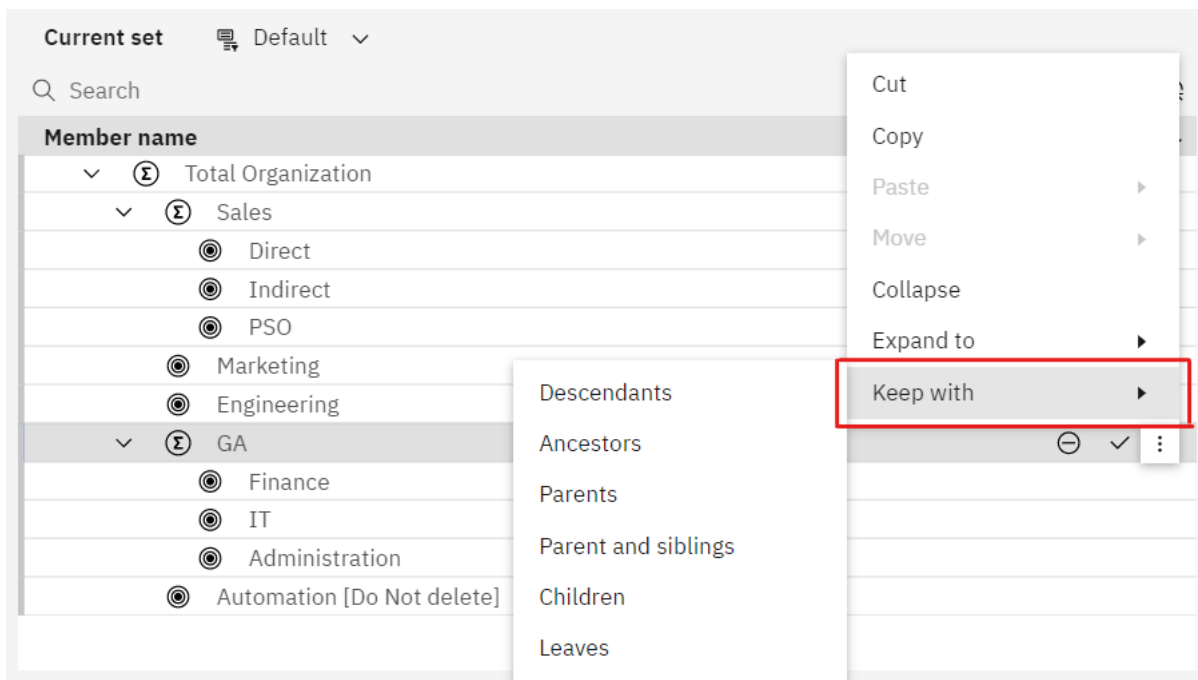 Current set Default
Search
Member name
Total Organization
Sales
Direct
Indirect
PSO
Marketing
Engineering
GA
Finance
IT
Administration
Automation [Do Not delete]
Cut
Copy
Paste
Move
Collapse
Expand to
Keep with
Descendants
Ancestors
Parents
Parent and siblings
Children
Leaves